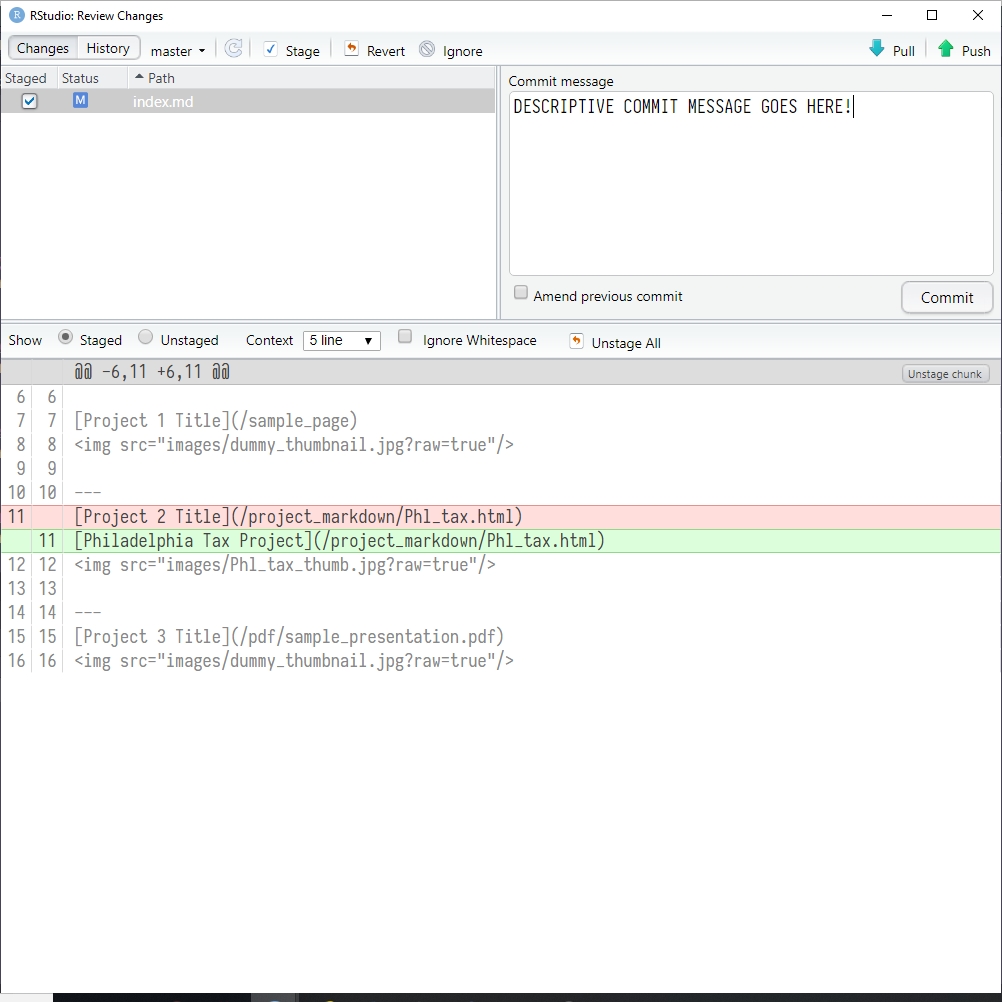 RStudio: Review Changes
Changes History master Stage Revert Ignore Pull Push
Staged Status Path
M index.md
Commit message
DESCRIPTIVE COMMIT MESSAGE GOES HERE!
Amend previous commit Commit
Show Staged Unstaged Context 5 line Ignore Whitespace Unstage All
@@ -6,11 +6,11 @@ Unstage chunk
6 6
7 7 [Project 1 Title](/sample_page)
8 8 <img src="images/dummy_thumbnail.jpg?raw=true"/>
9 9
10 10 ---
11 [Project 2 Title](/project_markdown/Phl_tax.html)
11 [Philadelphia Tax Project](/project_markdown/Phl_tax.html)
12 12 <img src="images/Phl_tax_thumb.jpg?raw=true"/>
13 13
14 14 ---
15 15 [Project 3 Title](/pdf/sample_presentation.pdf)
16 16 <img src="images/dummy_thumbnail.jpg?raw=true"/>